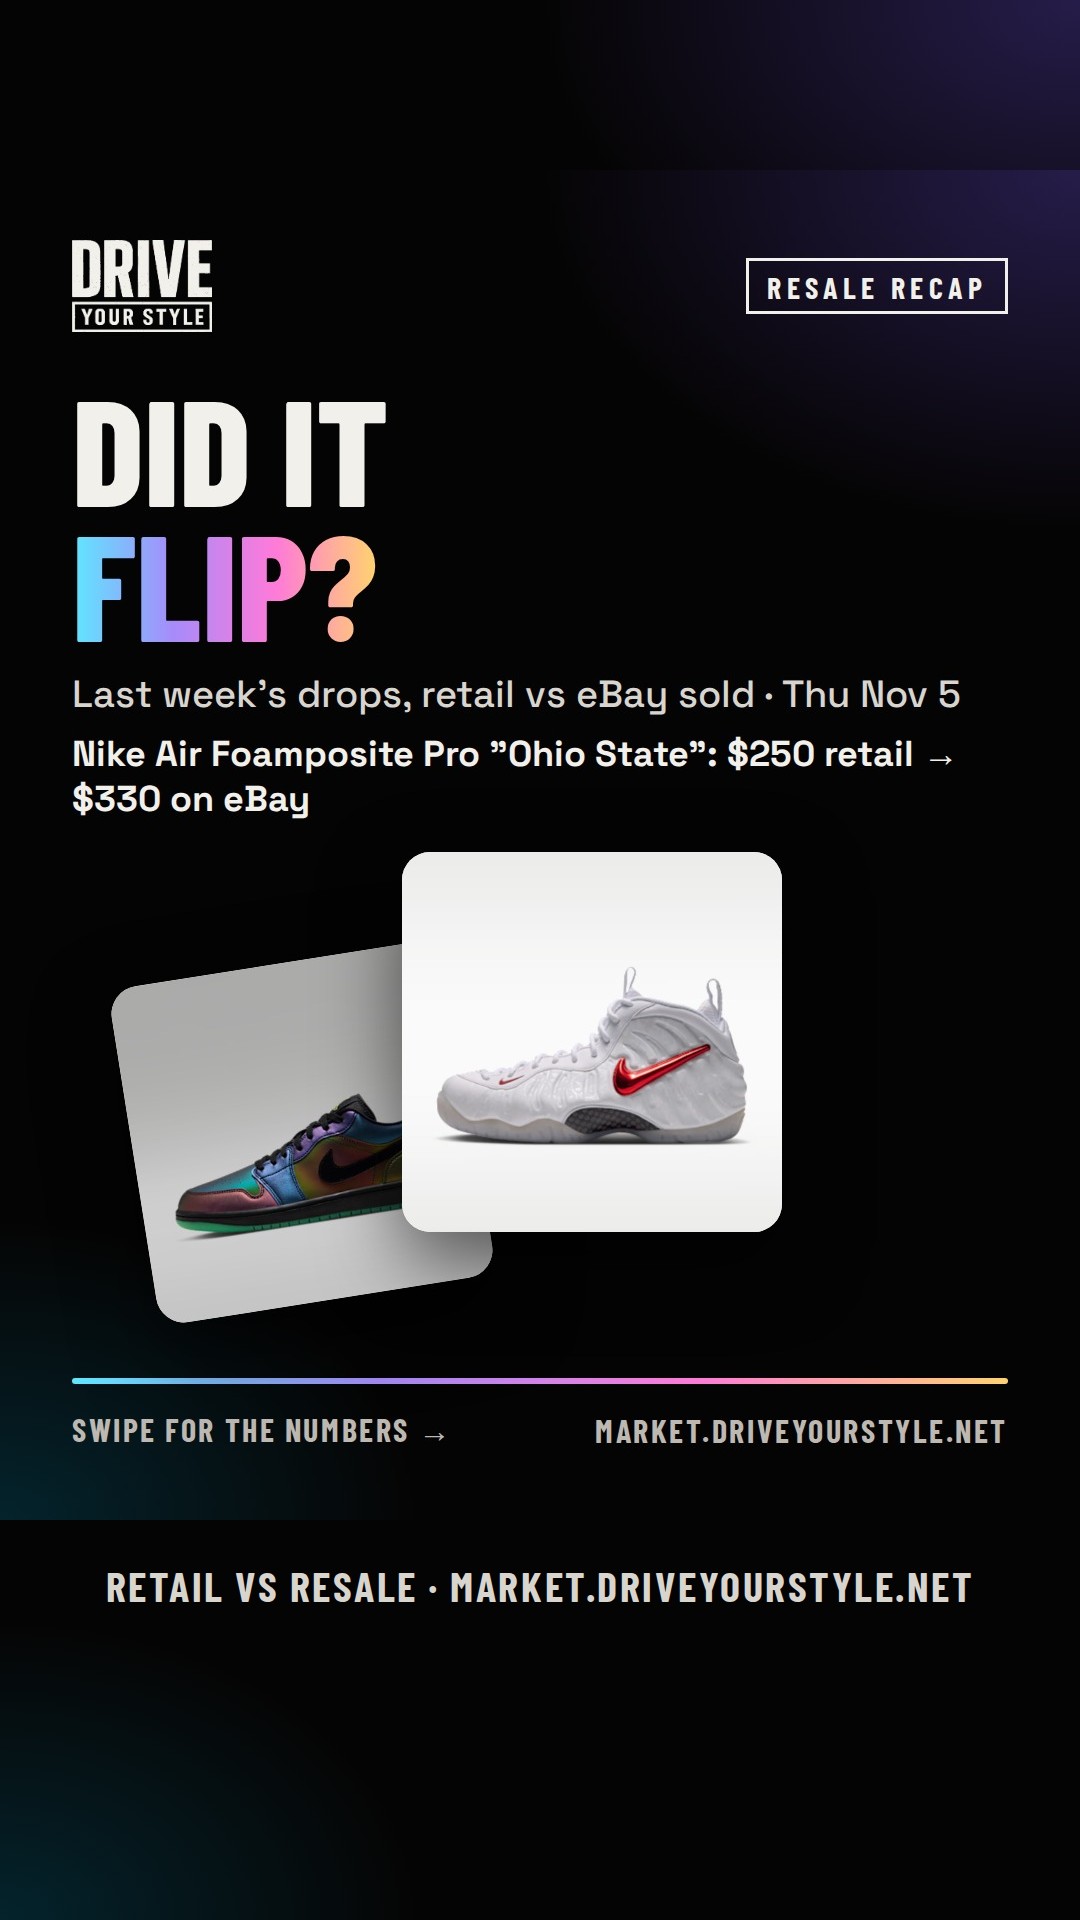 DRIVE
YOUR STYLE
RESALE RECAP
DID IT
FLIP?
Last week’s drops, retail vs eBay sold · Thu Nov 5
Nike Air Foamposite Pro ”Ohio State”: $250 retail →
$330 on eBay
SWIPE FOR THE NUMBERS →
MARKET.DRIVEYOURSTYLE.NET
RETAIL VS RESALE · MARKET.DRIVEYOURSTYLE.NET